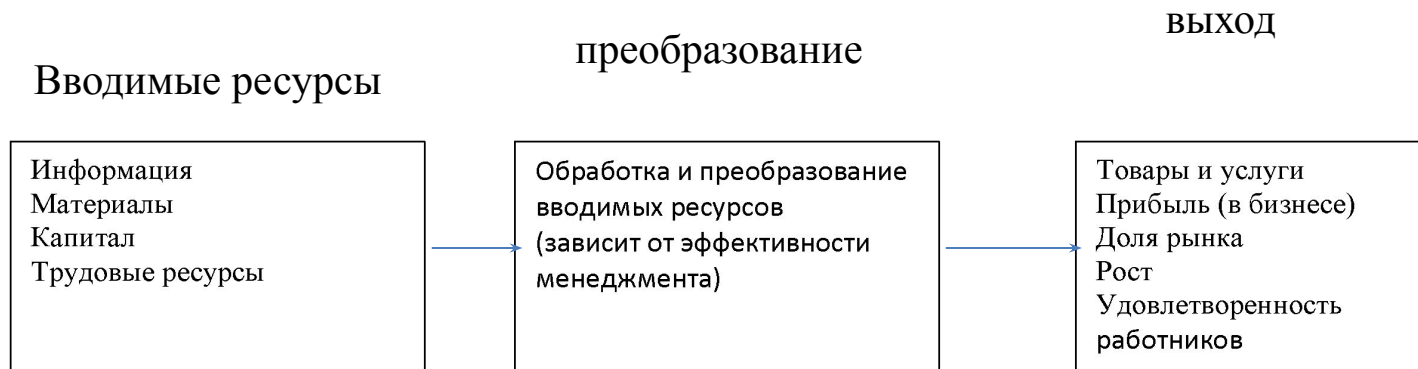 Вводимые ресурсы
преобразование
выход
Информация
Материалы
Капитал
Трудовые ресурсы
Обработка и преобразование
вводимых ресурсов
(зависит от эффективности
менеджмента)
Товары и услуги
Прибыль (в бизнесе)
Доля рынка
Рост
Удовлетворенность
работников